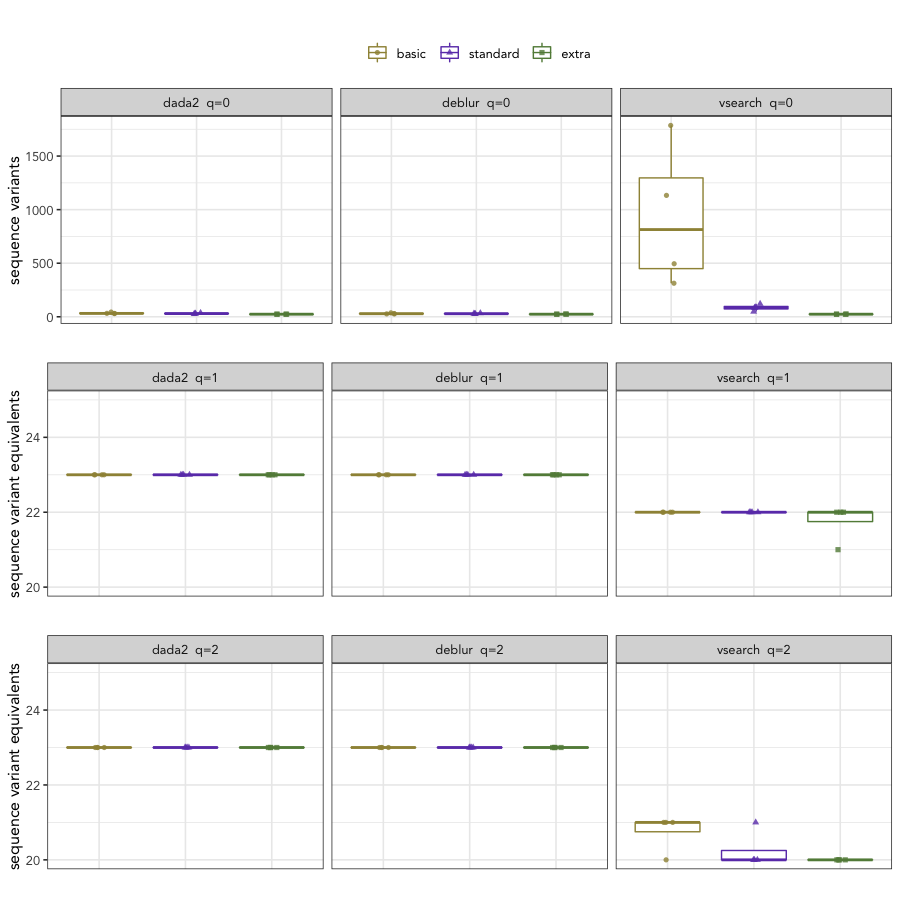 basic standard extra
dada2 q=0 deblur q=0 vsearch q=0
sequence variants
1500
1000
500
0
dada2 q=1 deblur q=1 vsearch q=1
sequence variant equivalents
24
22
20
dada2 q=2 deblur q=2 vsearch q=2
sequence variant equivalents
24
22
20